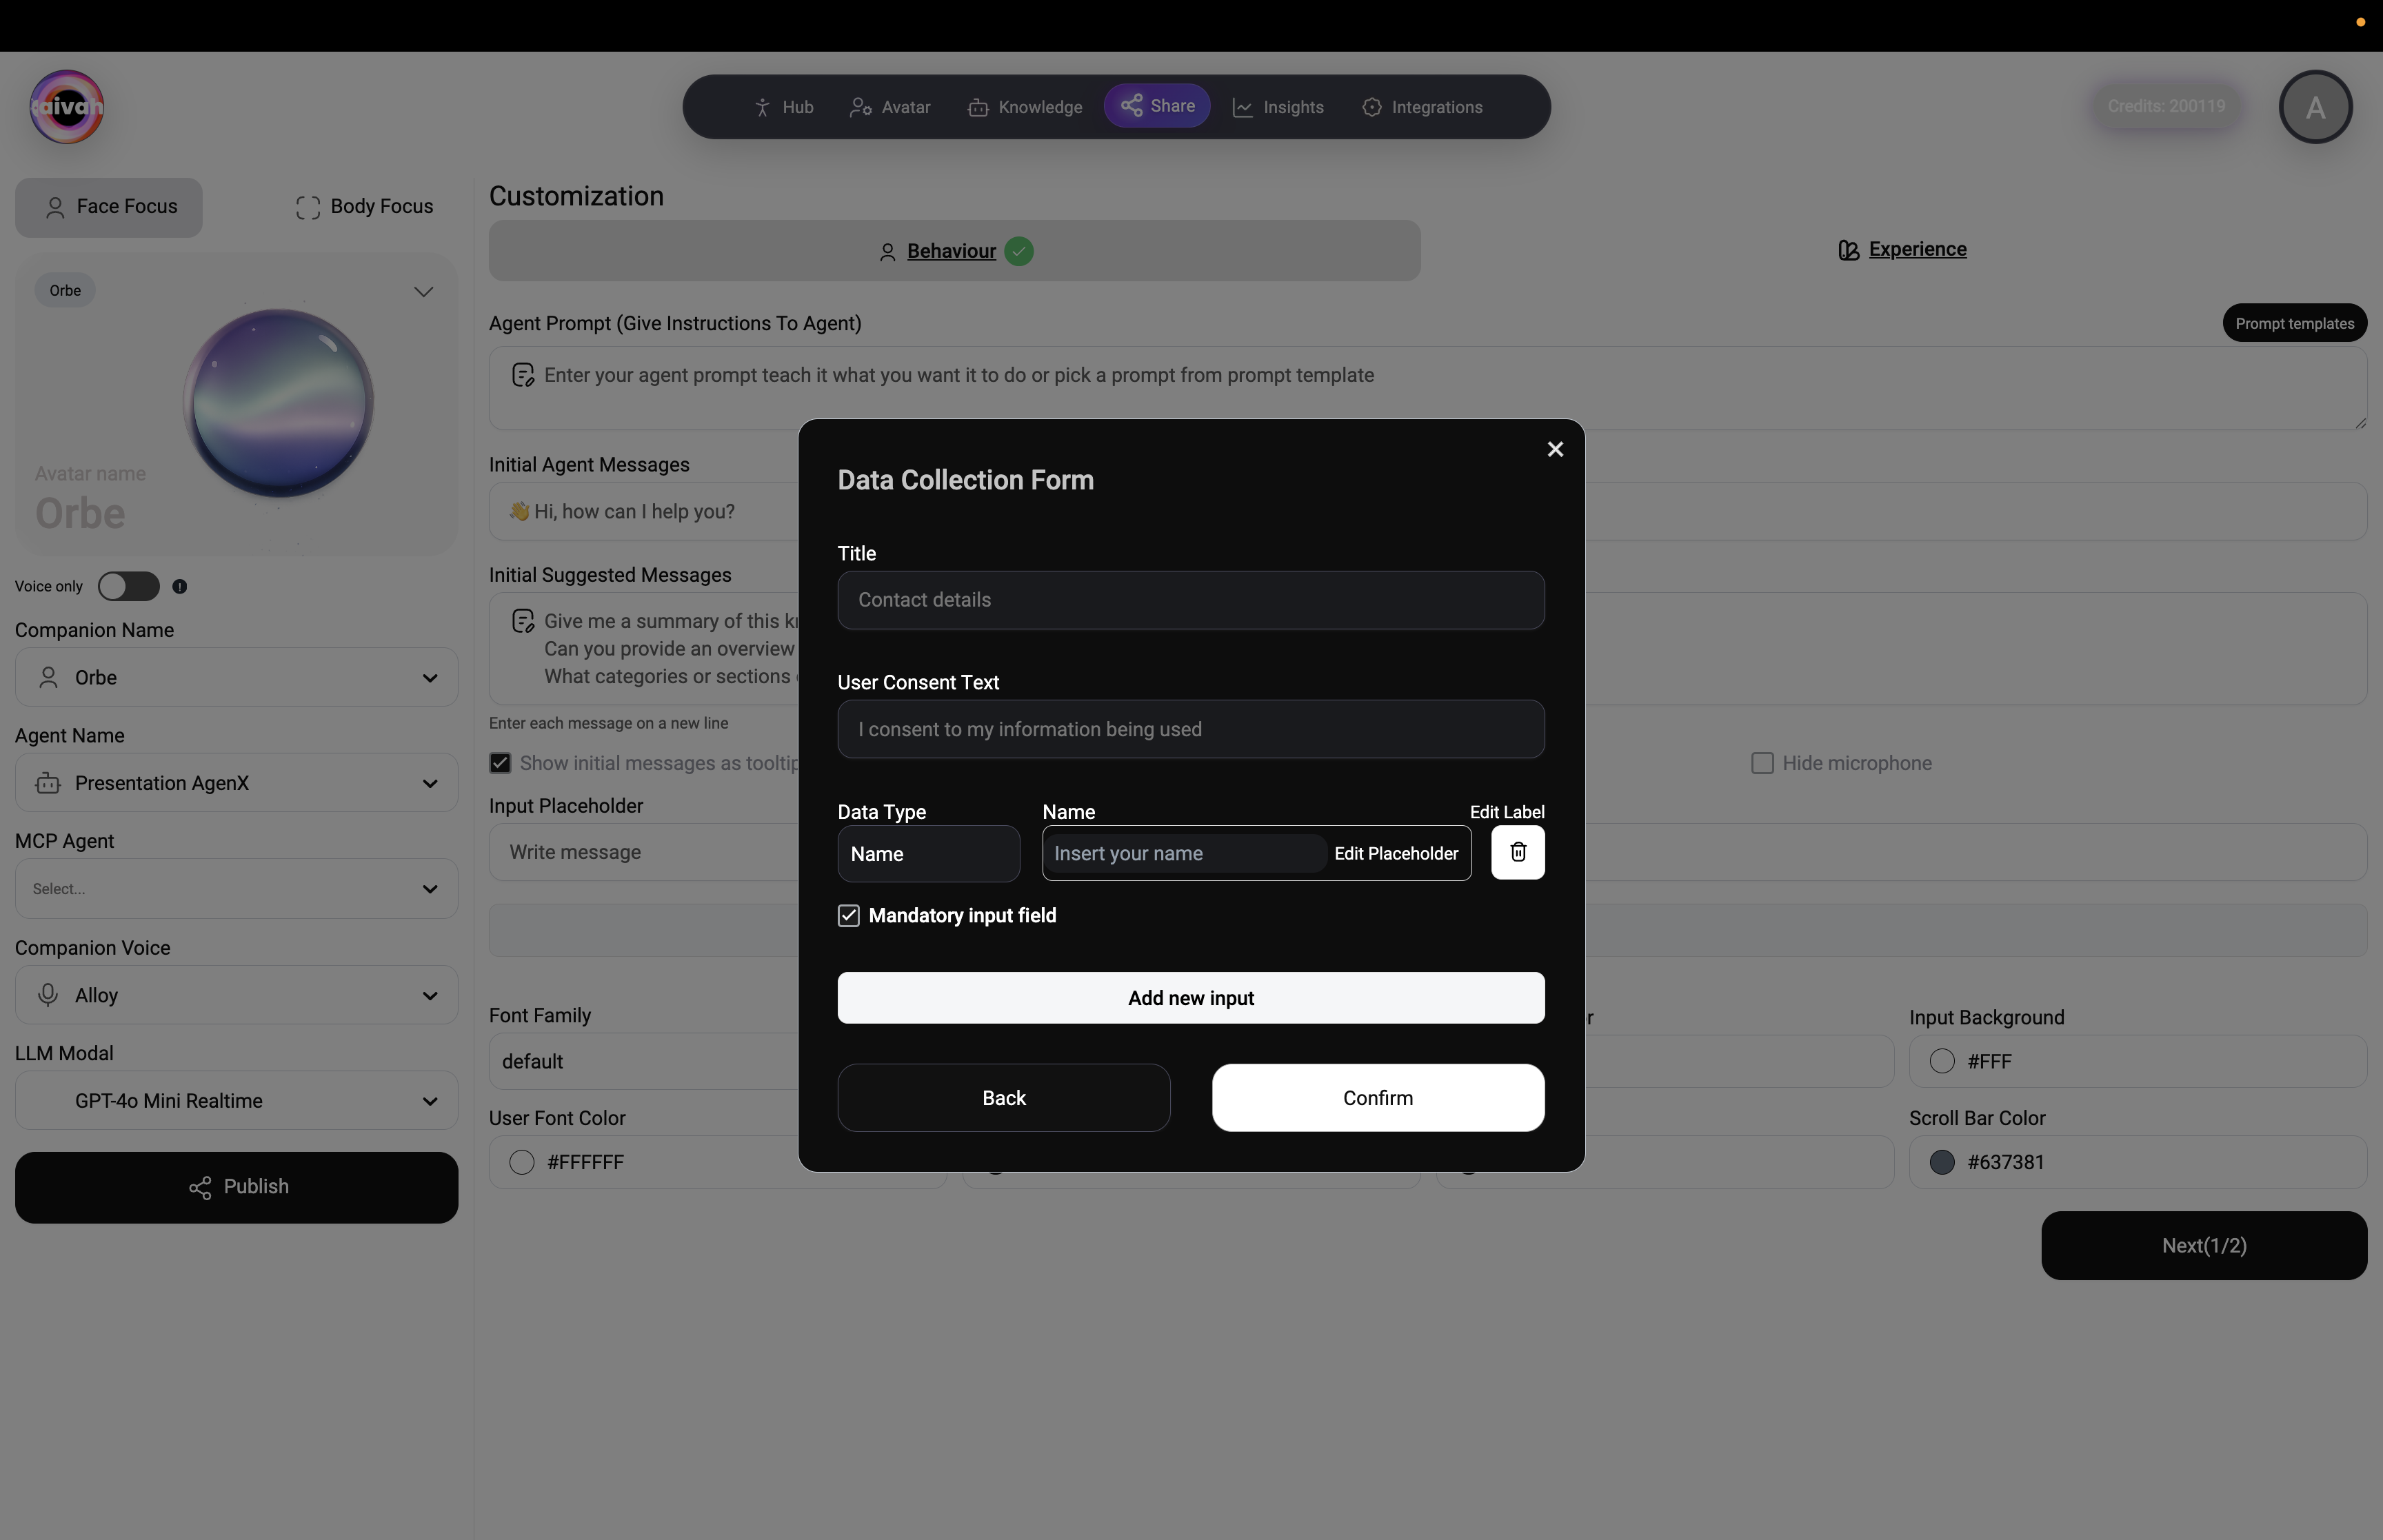 aivah
Hub
Avatar
Knowledge
Share
Insights
Integrations
Credits: 200119
A
Face Focus
Body Focus
Orbe
Avatar name
Orbe
Voice only
Companion Name
Orbe
Agent Name
Presentation AgenX
MCP Agent
Select...
Companion Voice
Alloy
LLM Modal
GPT-4o Mini Realtime
Publish
Customization
Behaviour
Experience
Agent Prompt (Give Instructions To Agent)
Prompt templates
Enter your agent prompt teach it what you want it to do or pick a prompt from prompt template
Initial Agent Messages
👋 Hi, how can I help you?
Initial Suggested Messages
Give me a summary of this
Can you provide an overview
What categories or sections
Enter each message on a new line
Show initial messages as
Hide microphone
Input Placeholder
Write message
Font Family
default
Input Background
#FFF
User Font Color
#FFFFFF
Scroll Bar Color
#637381
Next(1/2)
Data Collection Form
Title
Contact details
User Consent Text
I consent to my information being used
Data Type
Name
Edit Label
Name
Insert your name
Edit Placeholder
Mandatory input field
Add new input
Back
Confirm